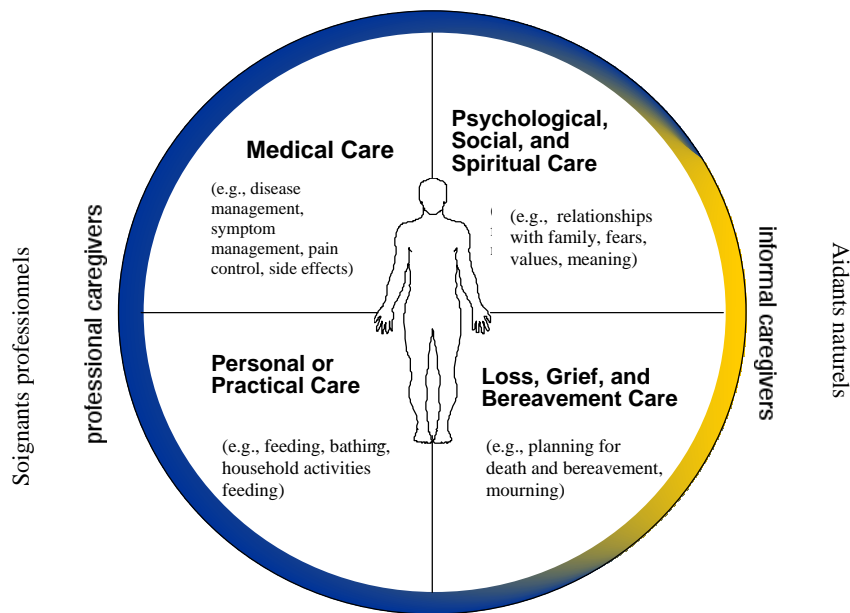 Soignants professionnels
professional caregivers
Medical Care
(e.g., disease
management,
symptom
management, pain
control, side effects)
Psychological,
Social, and
Spiritual Care
(e.g., relationships
with family, fears,
values, meaning)
Personal or
Practical Care
(e.g., feeding, bathing,
household activities
feeding)
Loss, Grief, and
Bereavement Care
(e.g., planning for
death and bereavement,
mourning)
informal caregivers
Aidants naturels